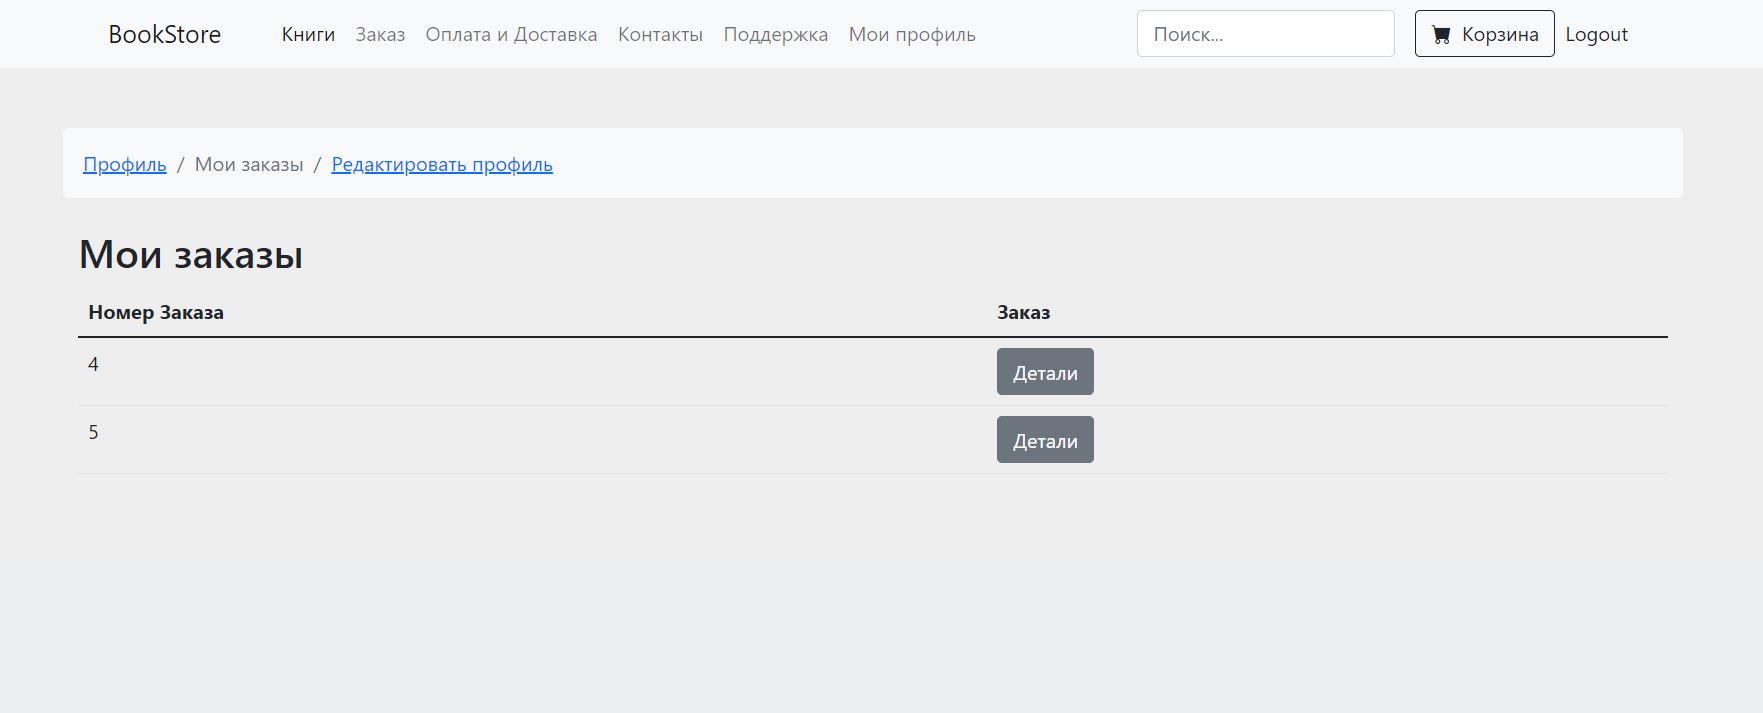 BookStore Книги Заказ Оплата и Доставка Контакты Поддержка Мои профиль Поиск... Корзина Logout
Профиль / Мои заказы / Редактировать профиль
Мои заказы
Номер Заказа Заказ
4 Детали
5 Детали